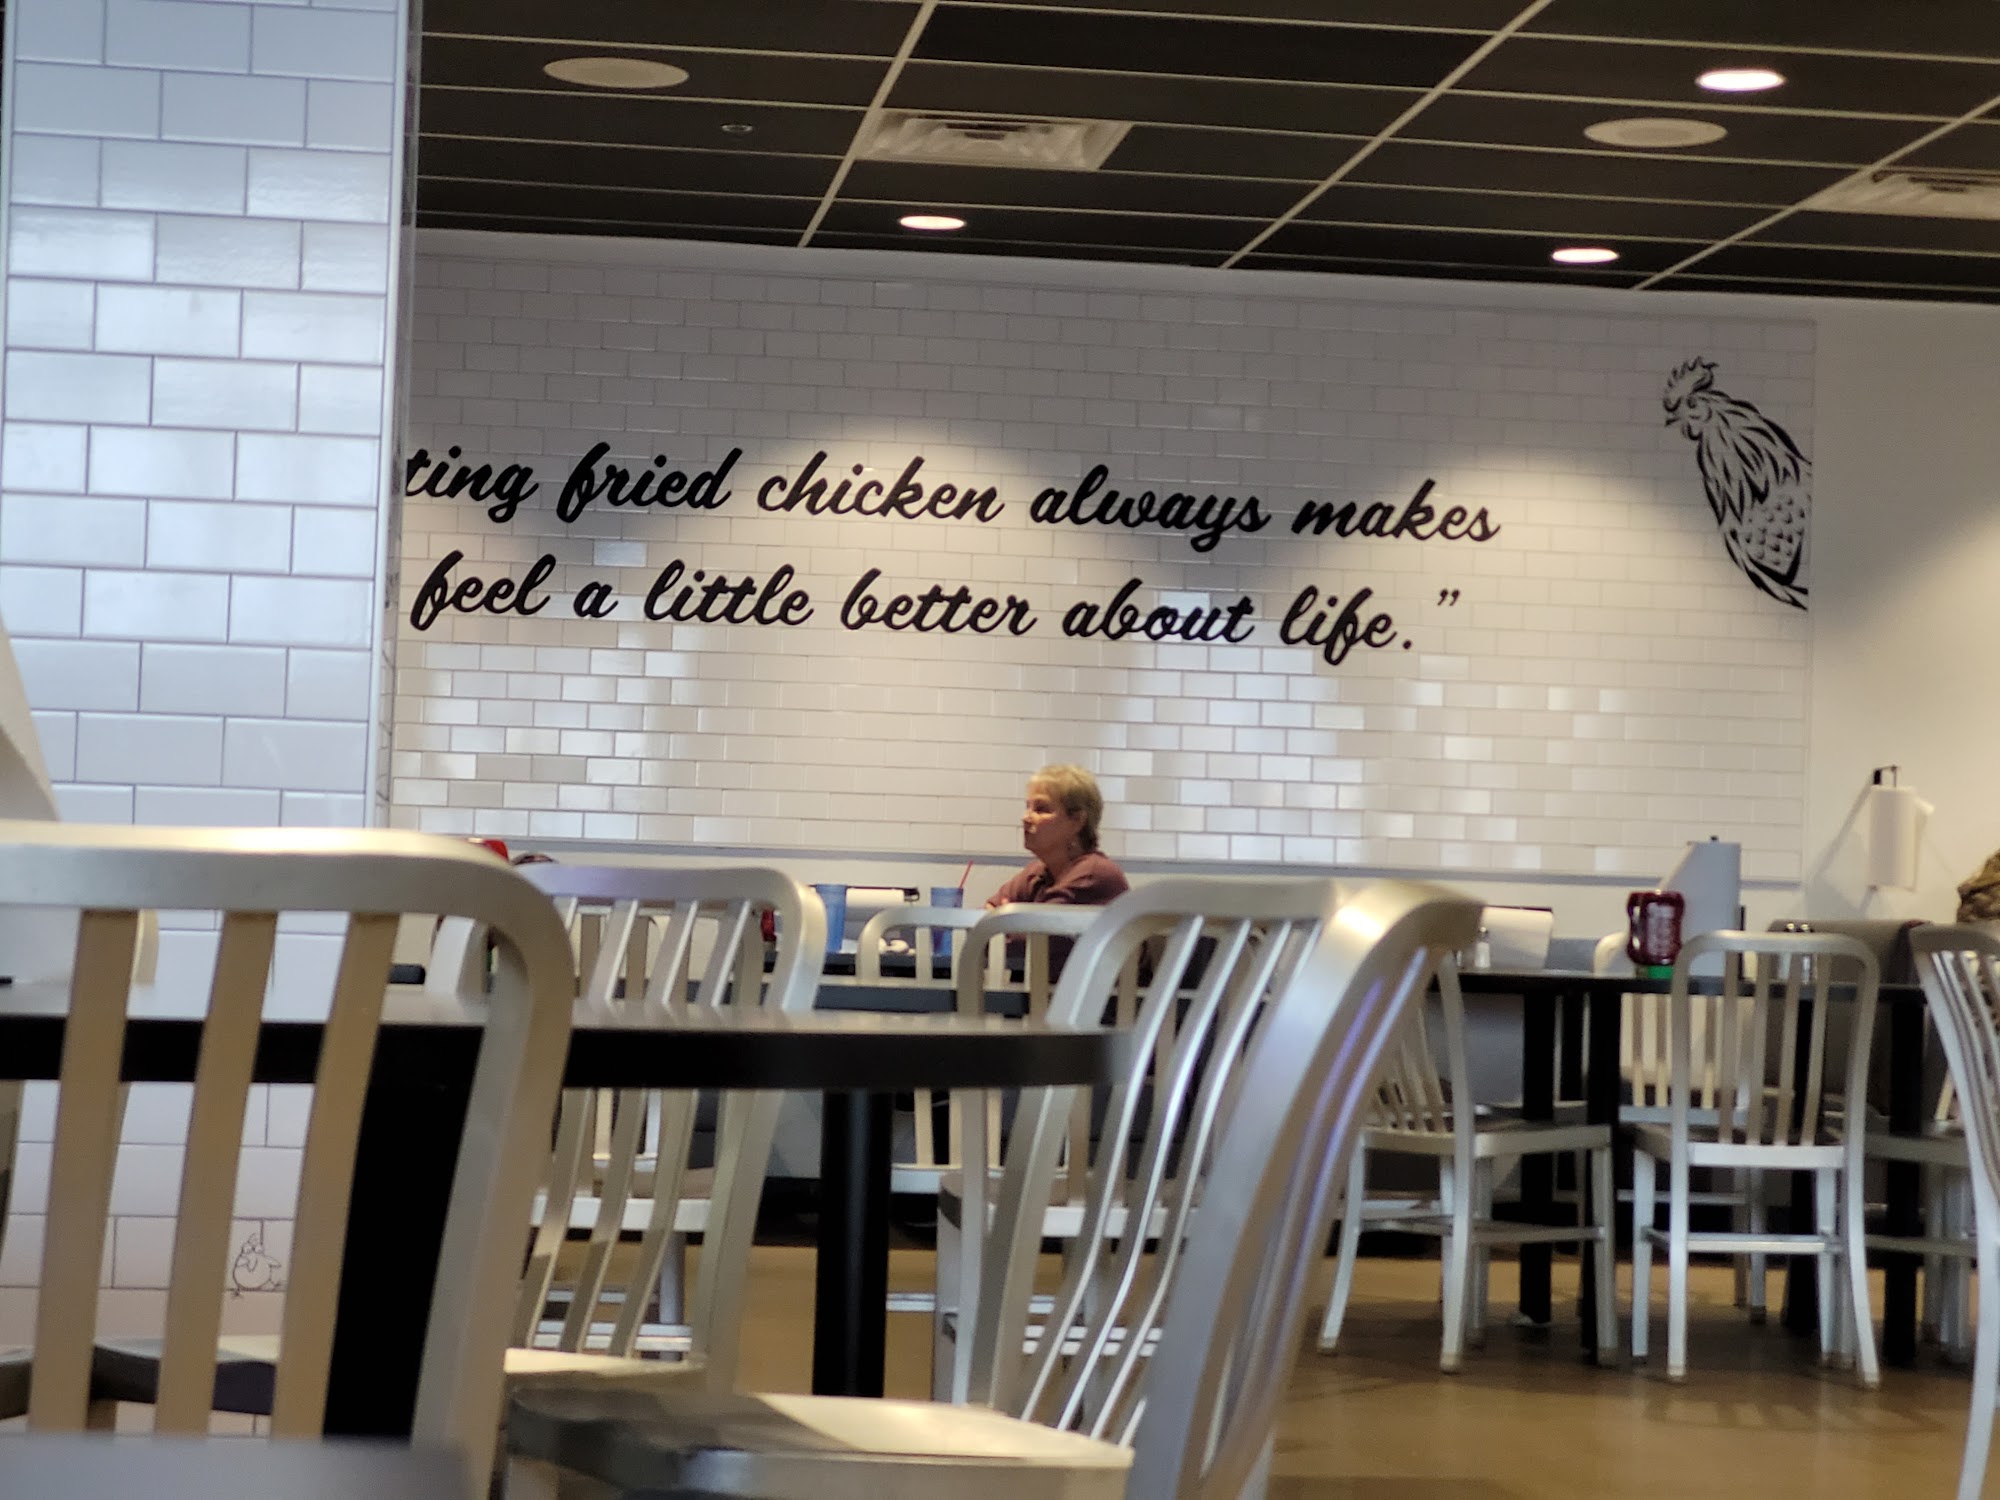 ting fried chicken always makes
feel a little better about life.”